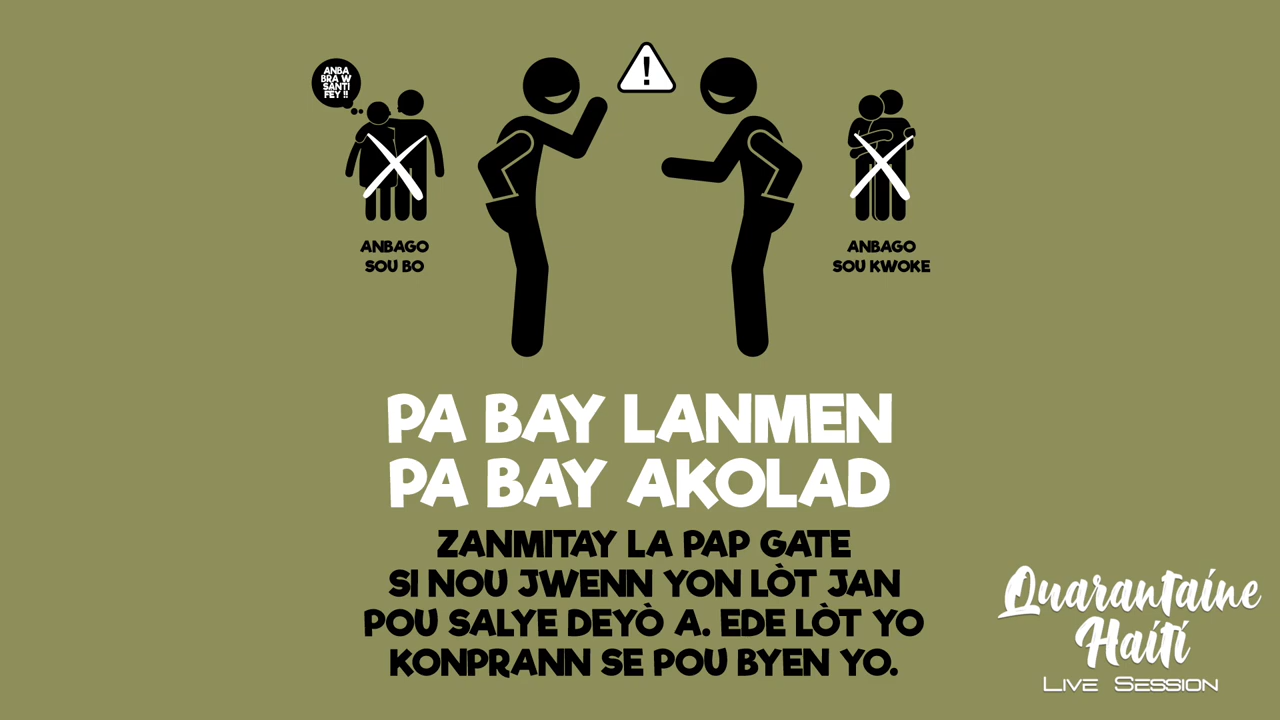 ANBA
BRA W
SANTI
FEY !!
!
ANBAGO
SOU BO
ANBAGO
SOU KWOKE
PA BAY LANMEN
PA BAY AKOLAD
ZANMITAY LA PAP GATE
SI NOU JWENN YON LÒT JAN
POU SALYE DEYÒ A. EDE LÒT YO
KONPRANN SE POU BYEN YO.
Quarantaine
Haïti
LIVE SESSION